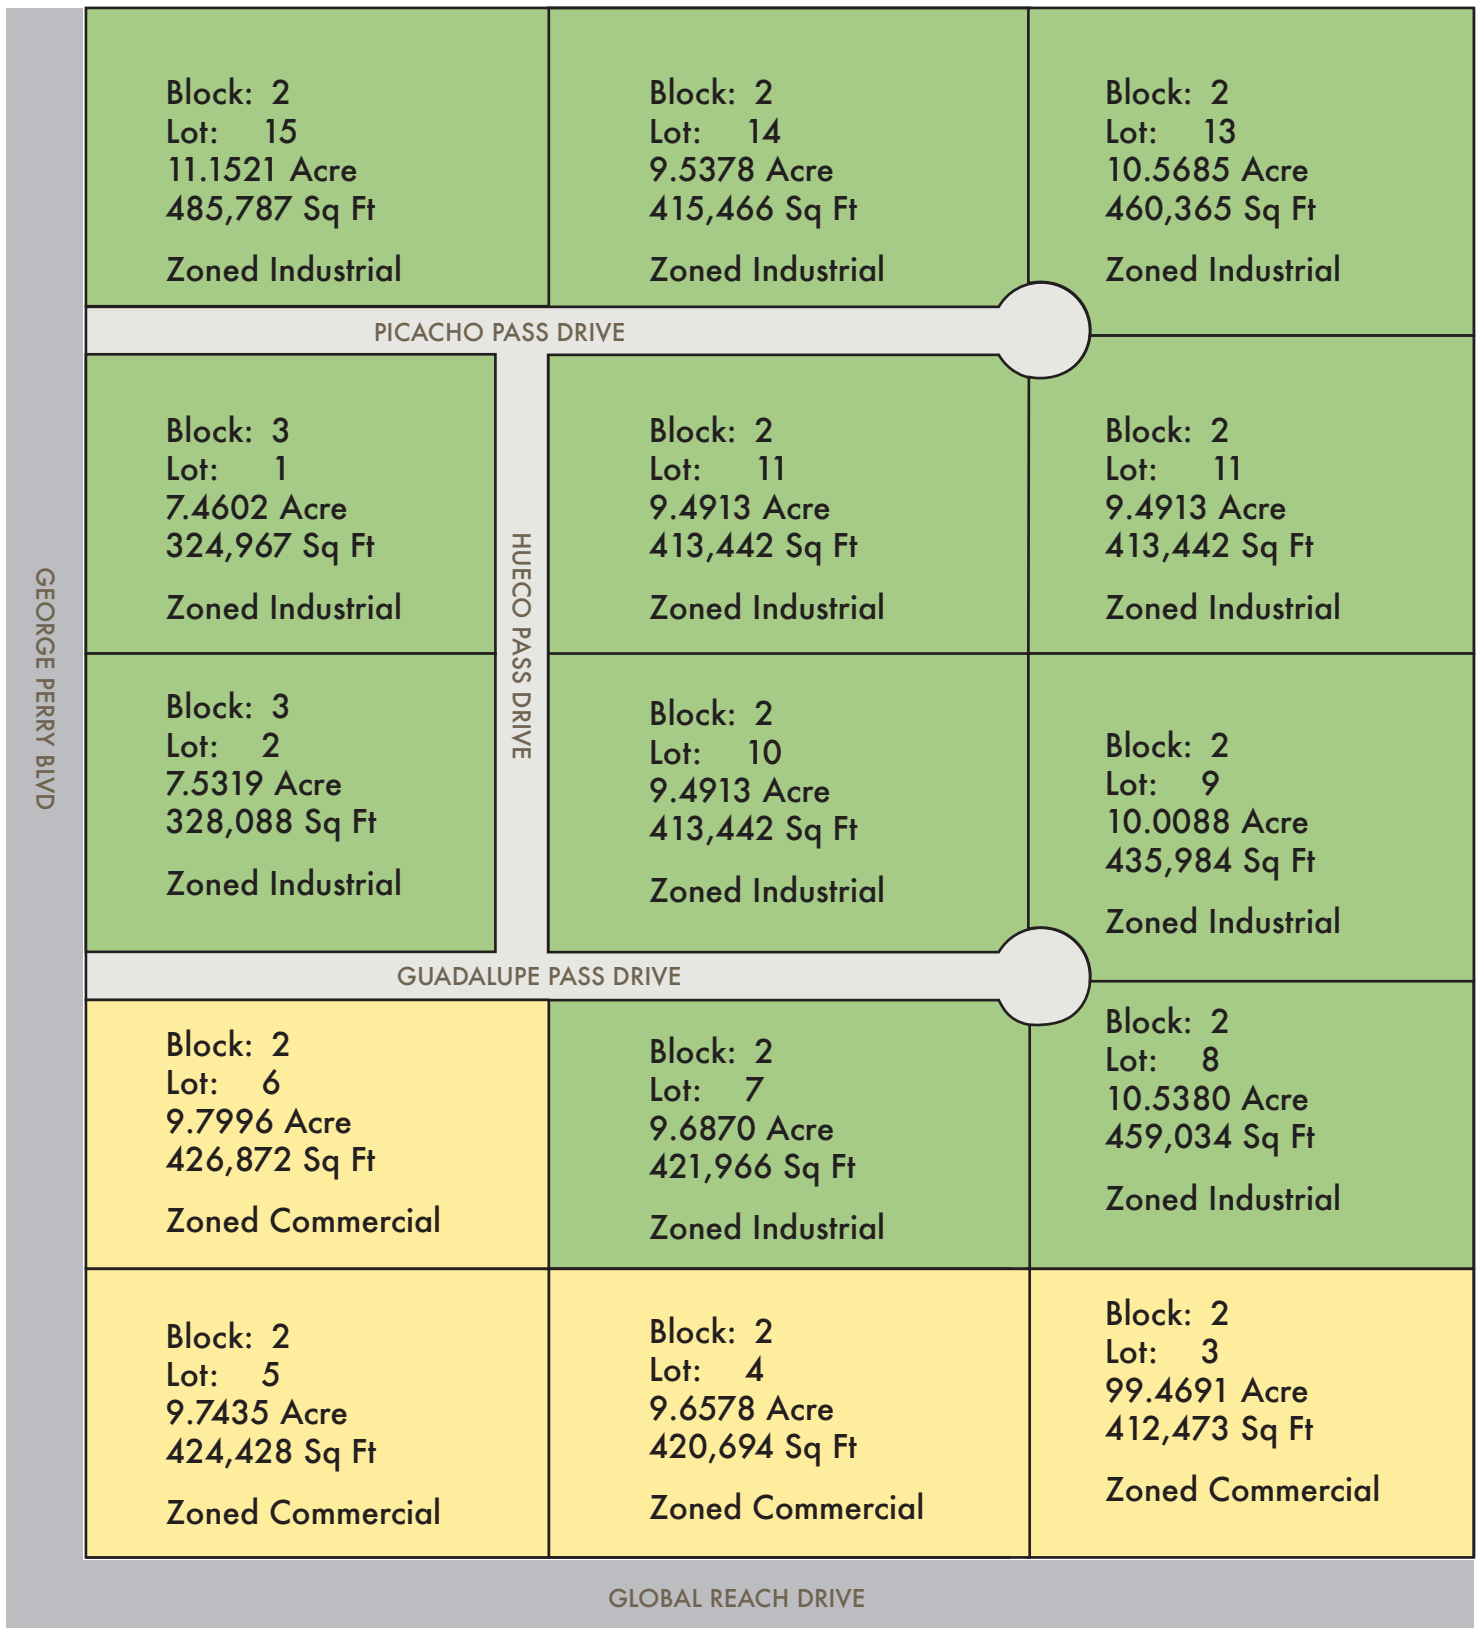 Block: 2
Lot: 15
11.1521 Acre
485,787 Sq Ft
Zoned Industrial
Block: 2
Lot: 14
9.5378 Acre
415,466 Sq Ft
Zoned Industrial
Block: 2
Lot: 13
10.5685 Acre
460,365 Sq Ft
Zoned Industrial
PICACHO PASS DRIVE
Block: 3
Lot: 1
7.4602 Acre
324,967 Sq Ft
Zoned Industrial
Block: 2
Lot: 11
9.4913 Acre
413,442 Sq Ft
Zoned Industrial
Block: 2
Lot: 11
9.4913 Acre
413,442 Sq Ft
Zoned Industrial
GEORGE PERRY BLVD
HUECO PASS DRIVE
Block: 3
Lot: 2
7.5319 Acre
328,088 Sq Ft
Zoned Industrial
Block: 2
Lot: 10
9.4913 Acre
413,442 Sq Ft
Zoned Industrial
Block: 2
Lot: 9
10.0088 Acre
435,984 Sq Ft
Zoned Industrial
GUADALUPE PASS DRIVE
Block: 2
Lot: 6
9.7996 Acre
426,872 Sq Ft
Zoned Commercial
Block: 2
Lot: 7
9.6870 Acre
421,966 Sq Ft
Zoned Industrial
Block: 2
Lot: 8
10.5380 Acre
459,034 Sq Ft
Zoned Industrial
Block: 2
Lot: 5
9.7435 Acre
424,428 Sq Ft
Zoned Commercial
Block: 2
Lot: 4
9.6578 Acre
420,694 Sq Ft
Zoned Commercial
Block: 2
Lot: 3
99.4691 Acre
412,473 Sq Ft
Zoned Commercial
GLOBAL REACH DRIVE